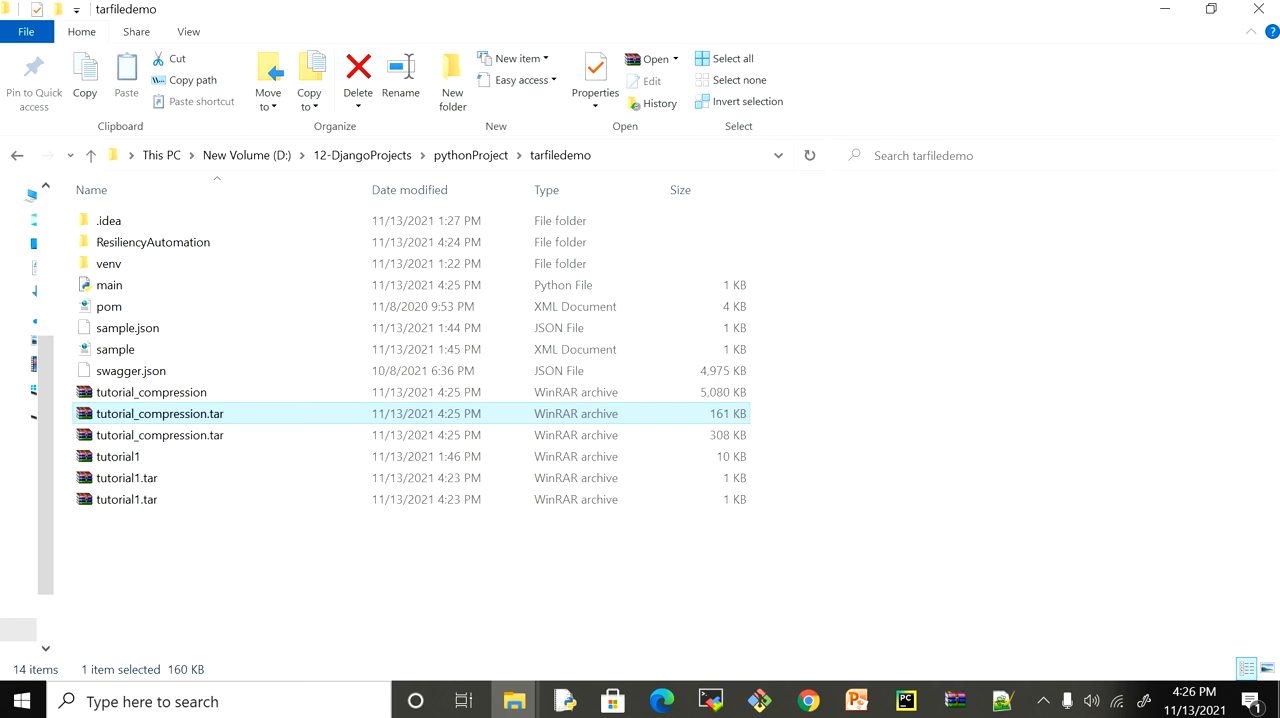 tarfiledemo
File Home Share View
Pin to Quick access
Copy
Paste
Cut
Copy path
Paste shortcut
Clipboard
Move to
Copy to
Delete
Rename
Organize
New folder
New item
Easy access
New
Properties
Open
Edit
History
Open
Select all
Select none
Invert selection
Select
This PC New Volume (D:) 12-DjangoProjects pythonProject tarfiledemo
Search tarfiledemo
Name Date modified Type Size
.idea 11/13/2021 1:27 PM File folder
ResiliencyAutomation 11/13/2021 4:24 PM File folder
venv 11/13/2021 1:22 PM File folder
main 11/13/2021 4:25 PM Python File 1 KB
pom 11/8/2020 9:53 PM XML Document 4 KB
sample.json 11/13/2021 1:44 PM JSON File 1 KB
sample 11/13/2021 1:45 PM XML Document 1 KB
swagger.json 10/8/2021 6:36 PM JSON File 4,975 KB
tutorial_compression 11/13/2021 4:25 PM WinRAR archive 5,080 KB
tutorial_compression.tar 11/13/2021 4:25 PM WinRAR archive 161 KB
tutorial_compression.tar 11/13/2021 4:25 PM WinRAR archive 308 KB
tutorial1 11/13/2021 1:46 PM WinRAR archive 10 KB
tutorial1.tar 11/13/2021 4:23 PM WinRAR archive 1 KB
tutorial1.tar 11/13/2021 4:23 PM WinRAR archive 1 KB
14 items 1 item selected 160 KB
Type here to search
PC
4:26 PM
11/13/2021
1